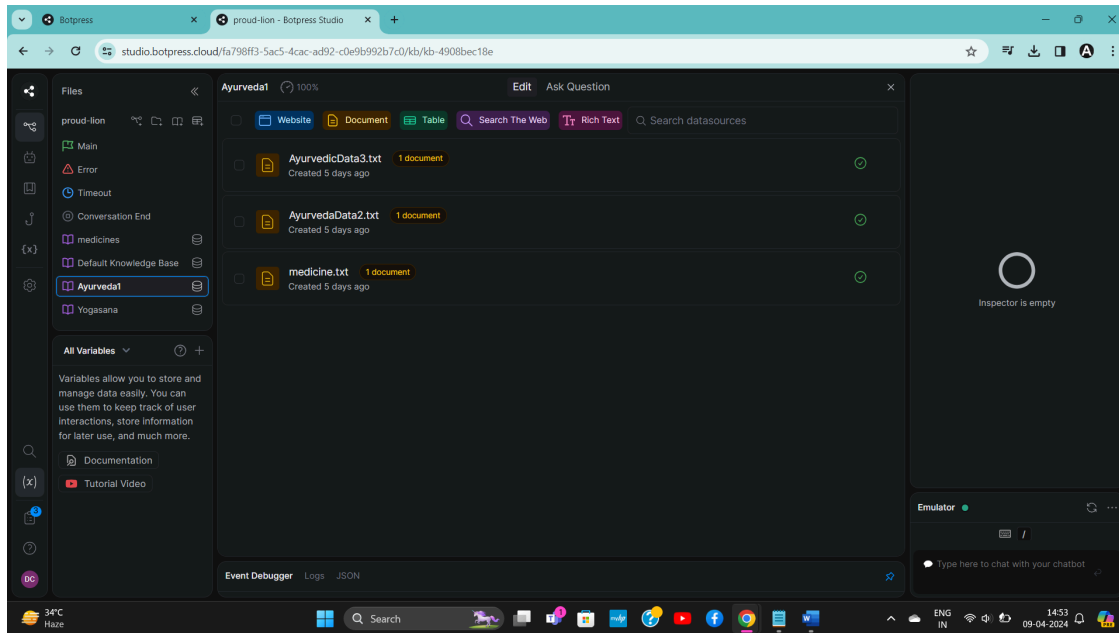 Botpress
proud-lion - Botpress Studio
studio.botpress.cloud/fa798ff3-5ac5-4cac-ad92-c0e9b992b7c0/kb/kb-4908bec18e
A
Files
proud-lion
Main
Error
Timeout
Conversation End
medicines
Default Knowledge Base
Ayurveda1
Yogasana
{x}
All Variables
Variables allow you to store and
manage data easily. You can
use them to keep track of user
interactions, store information
for later use, and much more.
Documentation
Tutorial Video
(x)
3
DC
Ayurveda1 100% Edit Ask Question
Website Document Table Search The Web Tт Rich Text Search datasources
AyurvedicData3.txt 1 document
Created 5 days ago
AyurvedaData2.txt 1 document
Created 5 days ago
medicine.txt 1 document
Created 5 days ago
Event Debugger Logs JSON
Inspector is empty
Emulator
/
Type here to chat with your chatbot
34°C
Haze
Search
ENG
IN
14:53
09-04-2024